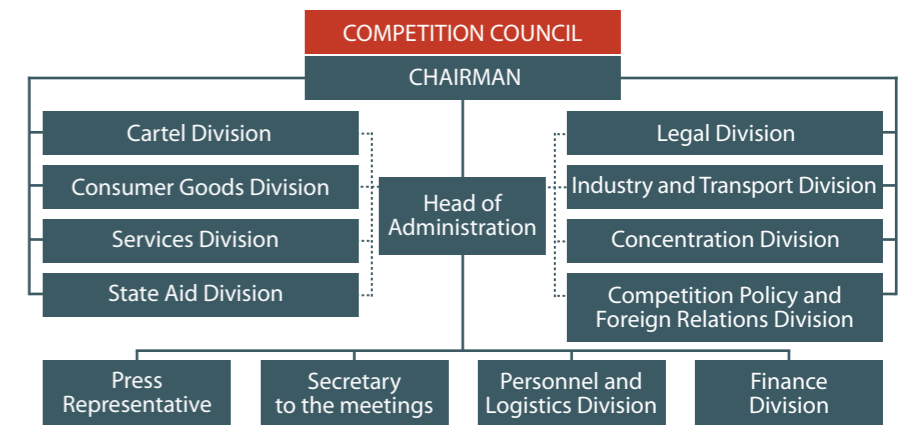 COMPETITION COUNCIL
CHAIRMAN
Cartel Division
Consumer Goods Division
Services Division
State Aid Division
Head of
Administration
Legal Division
Industry and Transport Division
Concentration Division
Competition Policy and
Foreign Relations Division
Press
Representative
Secretary
to the meetings
Personnel and
Logistics Division
Finance
Division